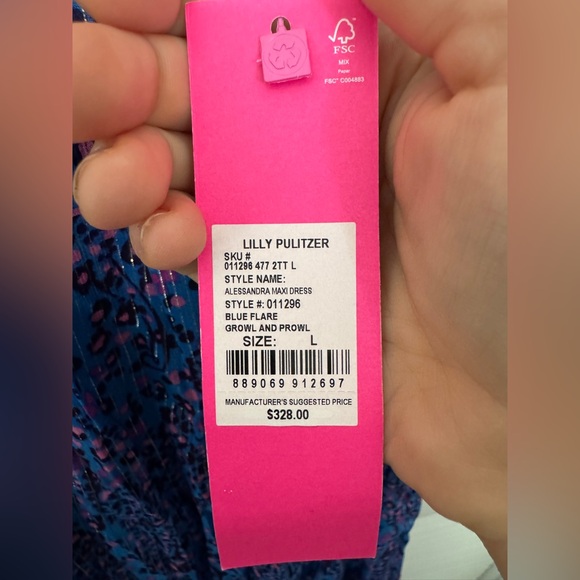 FSC
MIX
Paper
FSC® C004883
LILLY PULITZER
SKU #
011296 477 2TT L
STYLE NAME:
ALESSANDRA MAXI DRESS
STYLE #: 011296
BLUE FLARE
GROWL AND PROWL
SIZE: L
889069 912697
MANUFACTURER'S SUGGESTED PRICE
$328.00